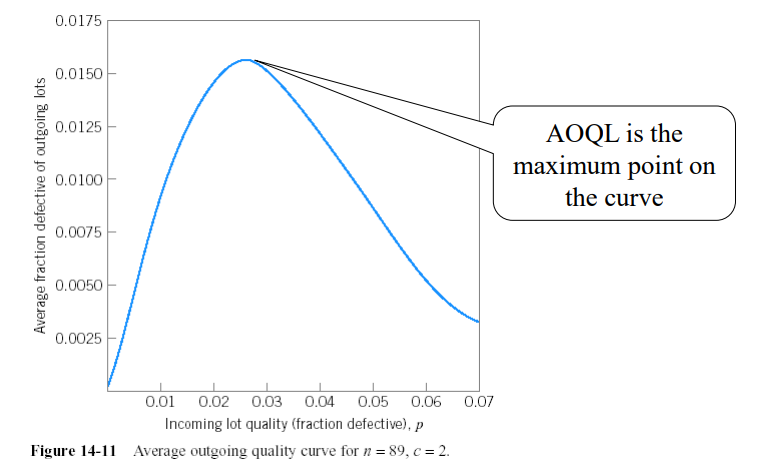 0.0175
0.0150
0.0125
0.0100
0.0075
0.0050
0.0025
Average fraction defective of outgoing lots
AOQL is the
maximum point on
the curve
0.01 0.02 0.03 0.04 0.05 0.06 0.07
Incoming lot quality (fraction defective), p
Figure 14-11 Average outgoing quality curve for n = 89, c = 2.